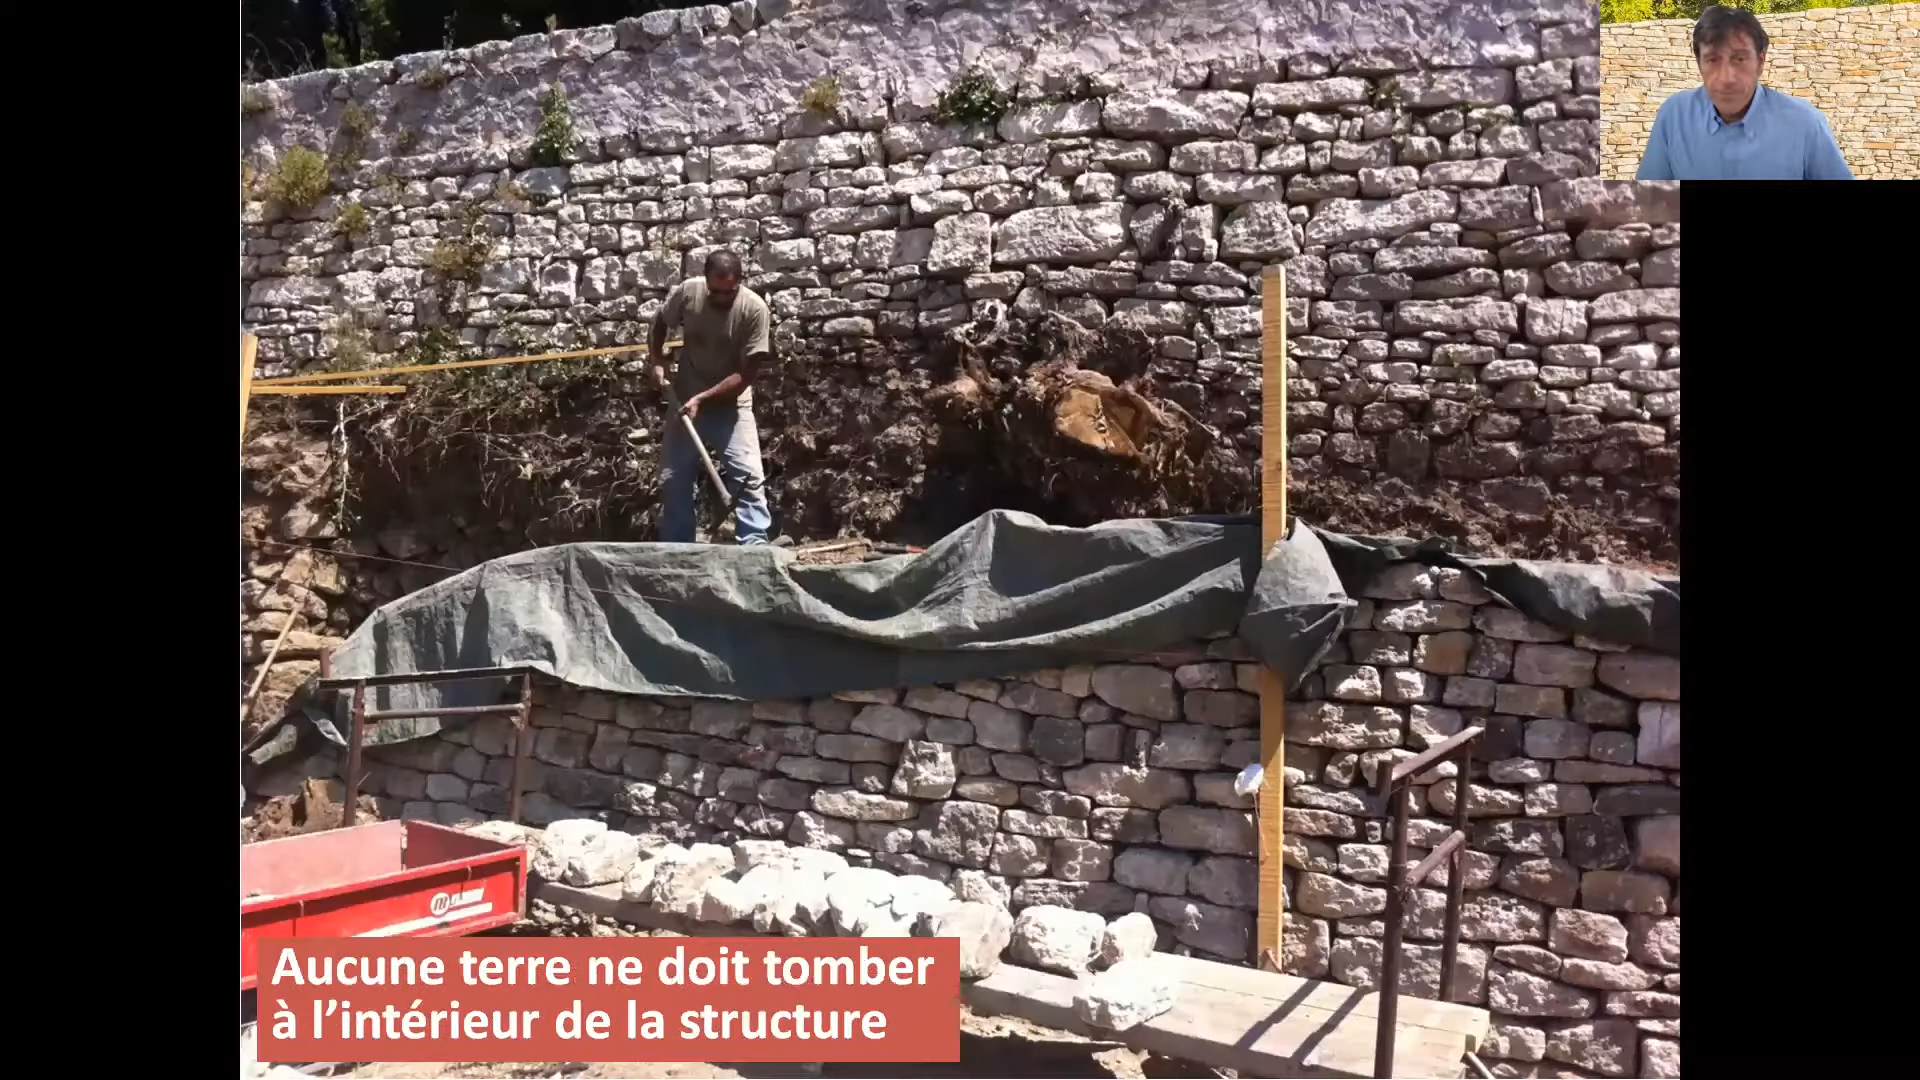 Aucune terre ne doit tomber
à l’intérieur de la structure